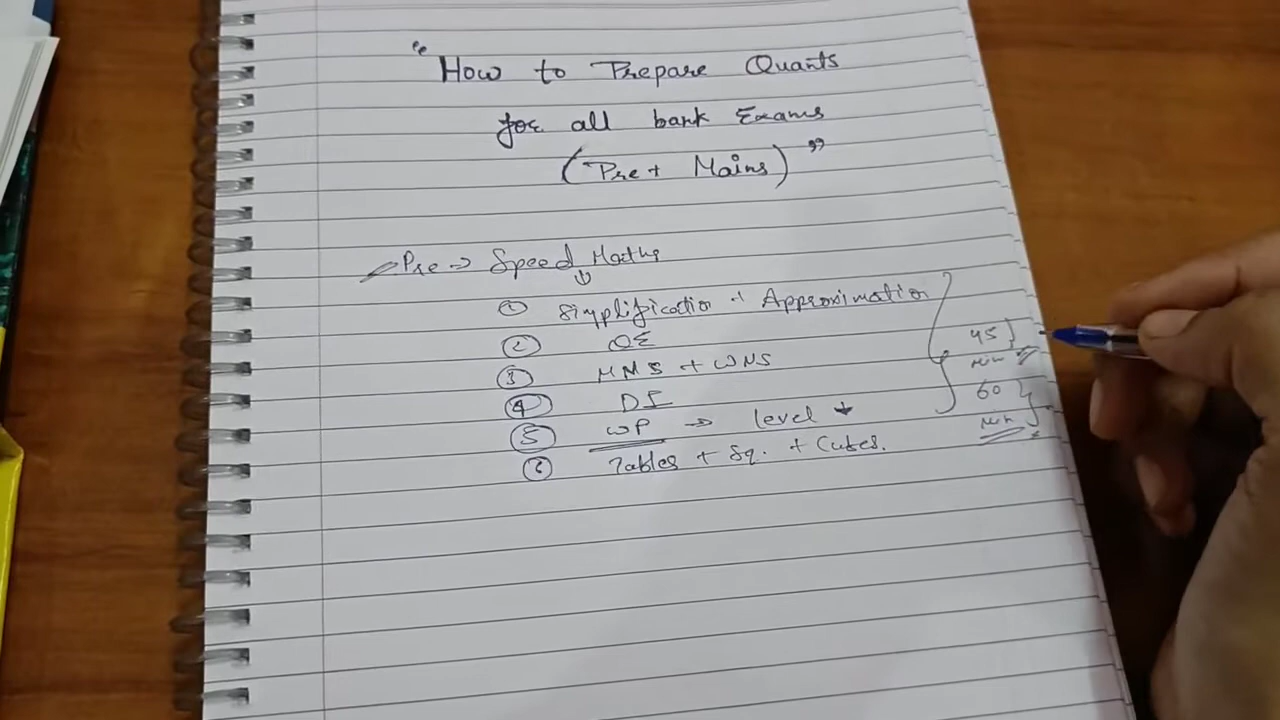 "How to Prepare Quants
for all bank Exams
(Pre + Mains)"
Pre → Speed Maths
↓
① Simplification + Approximation
② QE
③ MNS + WNS
④ DI
⑤ WP → level ↓
⑥ Tables + Sq. + Cubes.
45
Min
60
Min